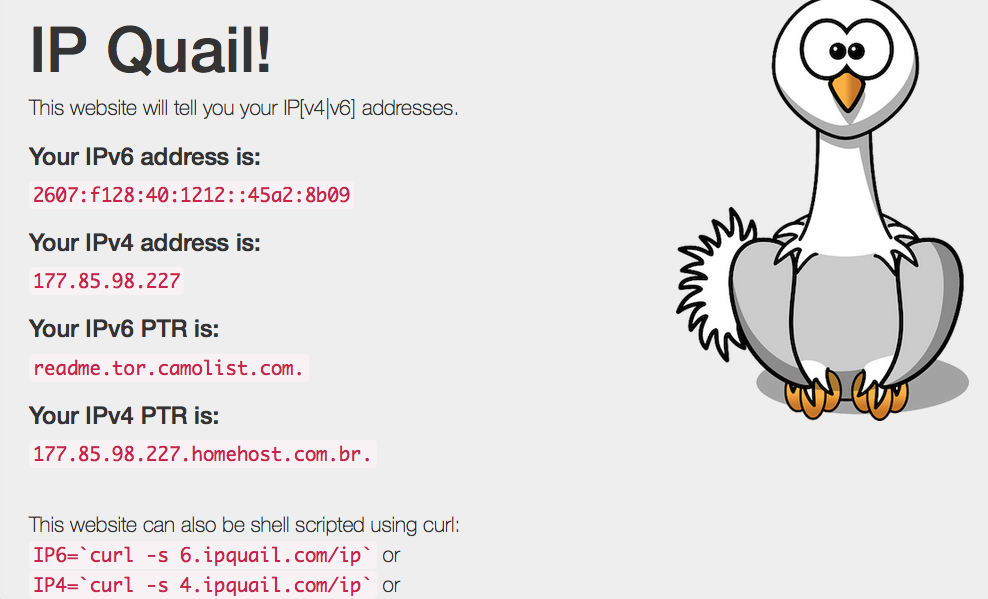 IP Quail!
This website will tell you your IP[v4|v6] addresses.
Your IPv6 address is:
2607:f128:40:1212::45a2:8b09
Your IPv4 address is:
177.85.98.227
Your IPv6 PTR is:
readme.tor.camolist.com.
Your IPv4 PTR is:
177.85.98.227.homehost.com.br.
This website can also be shell scripted using curl:
IP6=`curl -s 6.ipquail.com/ip` or
IP4=`curl -s 4.ipquail.com/ip` or